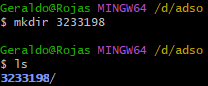 Geraldo@Rojas MINGW64 /d/adso
$ mkdir 3233198
Geraldo@Rojas MINGW64 /d/adso
$ ls
3233198/